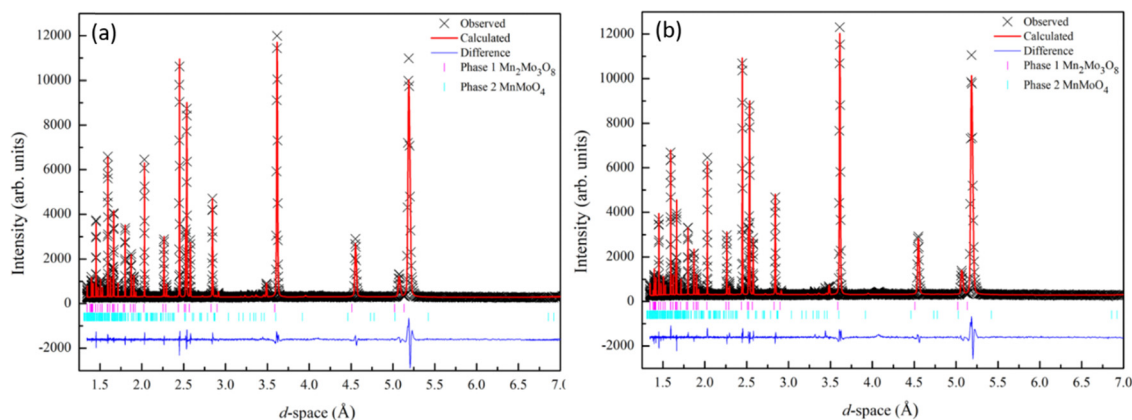 (a)
Observed
Calculated
Difference
Phase 1 Mn₂Mo₃O₈
Phase 2 MnMoO₄
12000
10000
8000
6000
4000
2000
0
-2000
Intensity (arb. units)
1.5 2.0 2.5 3.0 3.5 4.0 4.5 5.0 5.5 6.0 6.5 7.0
d-space (Å)
(b)
Observed
Calculated
Difference
Phase 1 Mn₂Mo₃O₈
Phase 2 MnMoO₄
12000
10000
8000
6000
4000
2000
0
-2000
Intensity (arb. units)
1.5 2.0 2.5 3.0 3.5 4.0 4.5 5.0 5.5 6.0 6.5 7.0
d-space (Å)